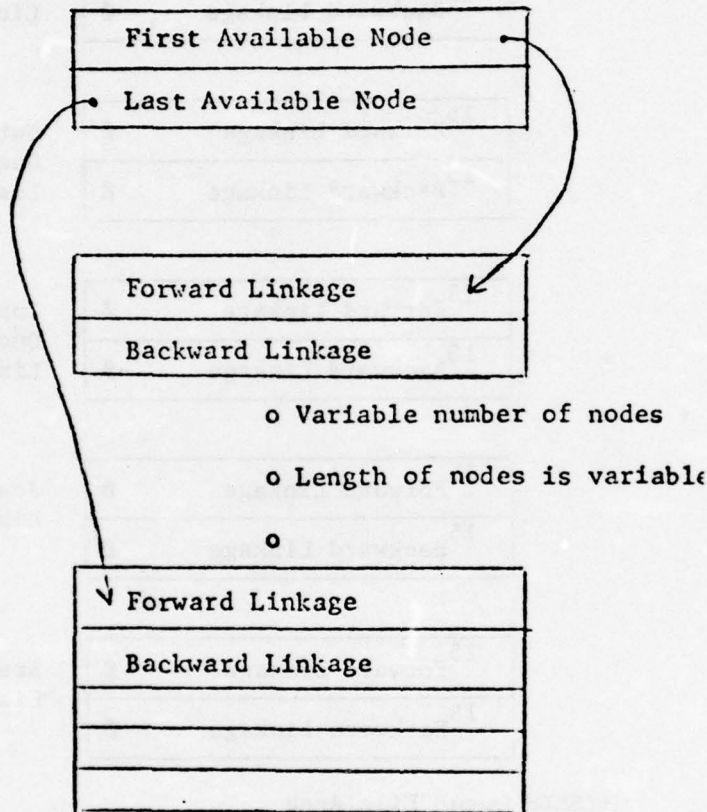 First Available Node
Last Available Node
Forward Linkage
Backward Linkage
o Variable number of nodes
o Length of nodes is variable
o
Forward Linkage
Backward Linkage